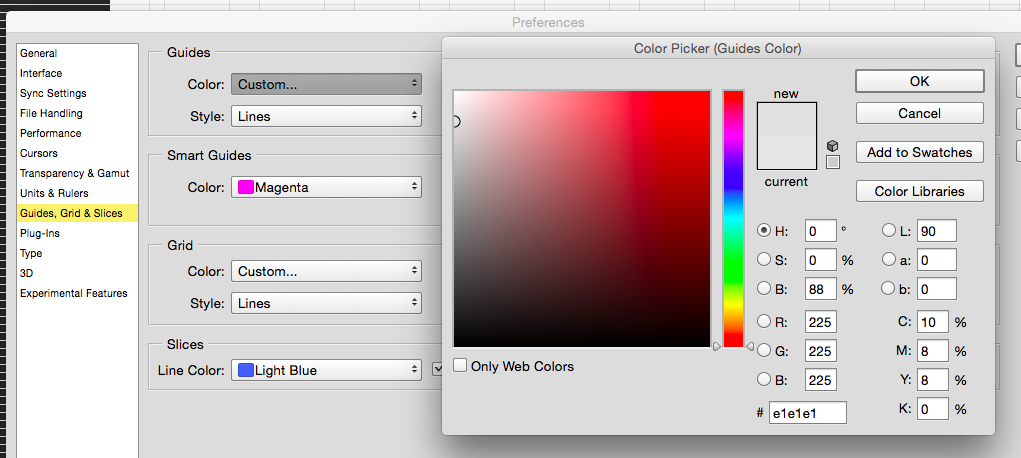 Preferences
General
Interface
Sync Settings
File Handling
Performance
Cursors
Transparency & Gamut
Units & Rulers
Guides, Grid & Slices
Plug-Ins
Type
3D
Experimental Features
Guides
Color: Custom...
Style: Lines
Smart Guides
Color: Magenta
Grid
Color: Custom...
Style: Lines
Slices
Line Color: Light Blue
Color Picker (Guides Color)
new
current
OK
Cancel
Add to Swatches
Color Libraries
H: 0 °
L: 90
S: 0 %
a: 0
B: 88 %
b: 0
R: 225
C: 10 %
G: 225
M: 8 %
B: 225
Y: 8 %
# e1e1e1
K: 0 %
Only Web Colors